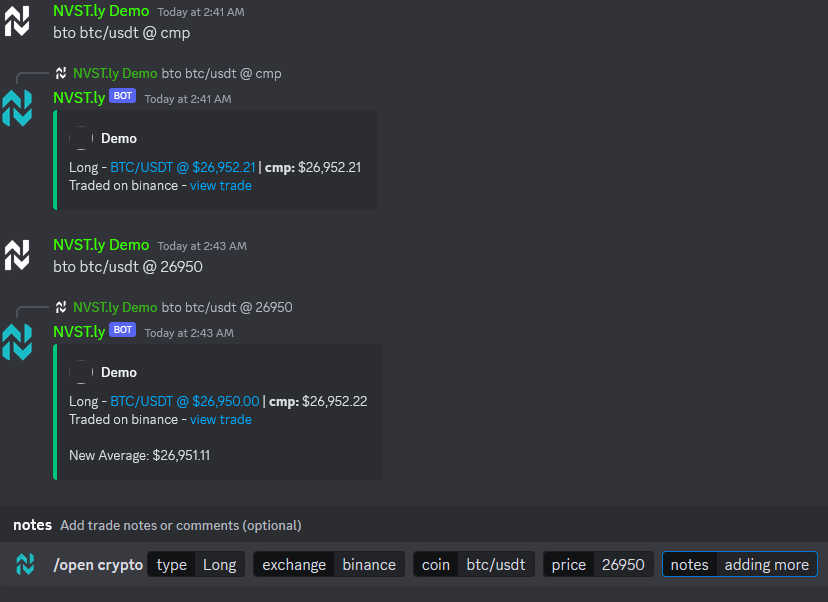 NVST.ly Demo Today at 2:41 AM
bto btc/usdt @ cmp
NVST.ly Demo bto btc/usdt @ cmp
NVST.ly BOT Today at 2:41 AM
Demo
Long - BTC/USDT @ $26,952.21 | cmp: $26,952.21
Traded on binance - view trade
NVST.ly Demo Today at 2:43 AM
bto btc/usdt @ 26950
NVST.ly Demo bto btc/usdt @ 26950
NVST.ly BOT Today at 2:43 AM
Demo
Long - BTC/USDT @ $26,950.00 | cmp: $26,952.22
Traded on binance - view trade
New Average: $26,951.11
notes Add trade notes or comments (optional)
/open crypto type Long exchange binance coin btc/usdt price 26950 notes adding more